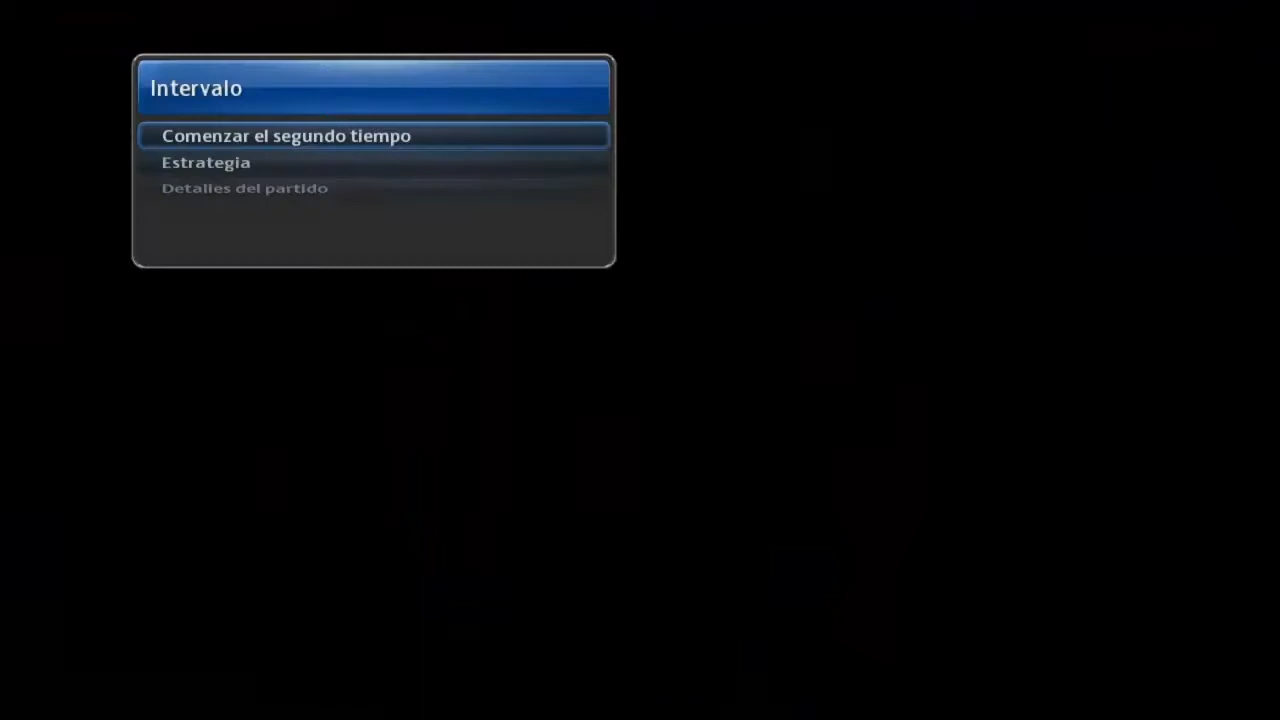 Intervalo
Comenzar el segundo tiempo
Estrategia
Detalles del partido